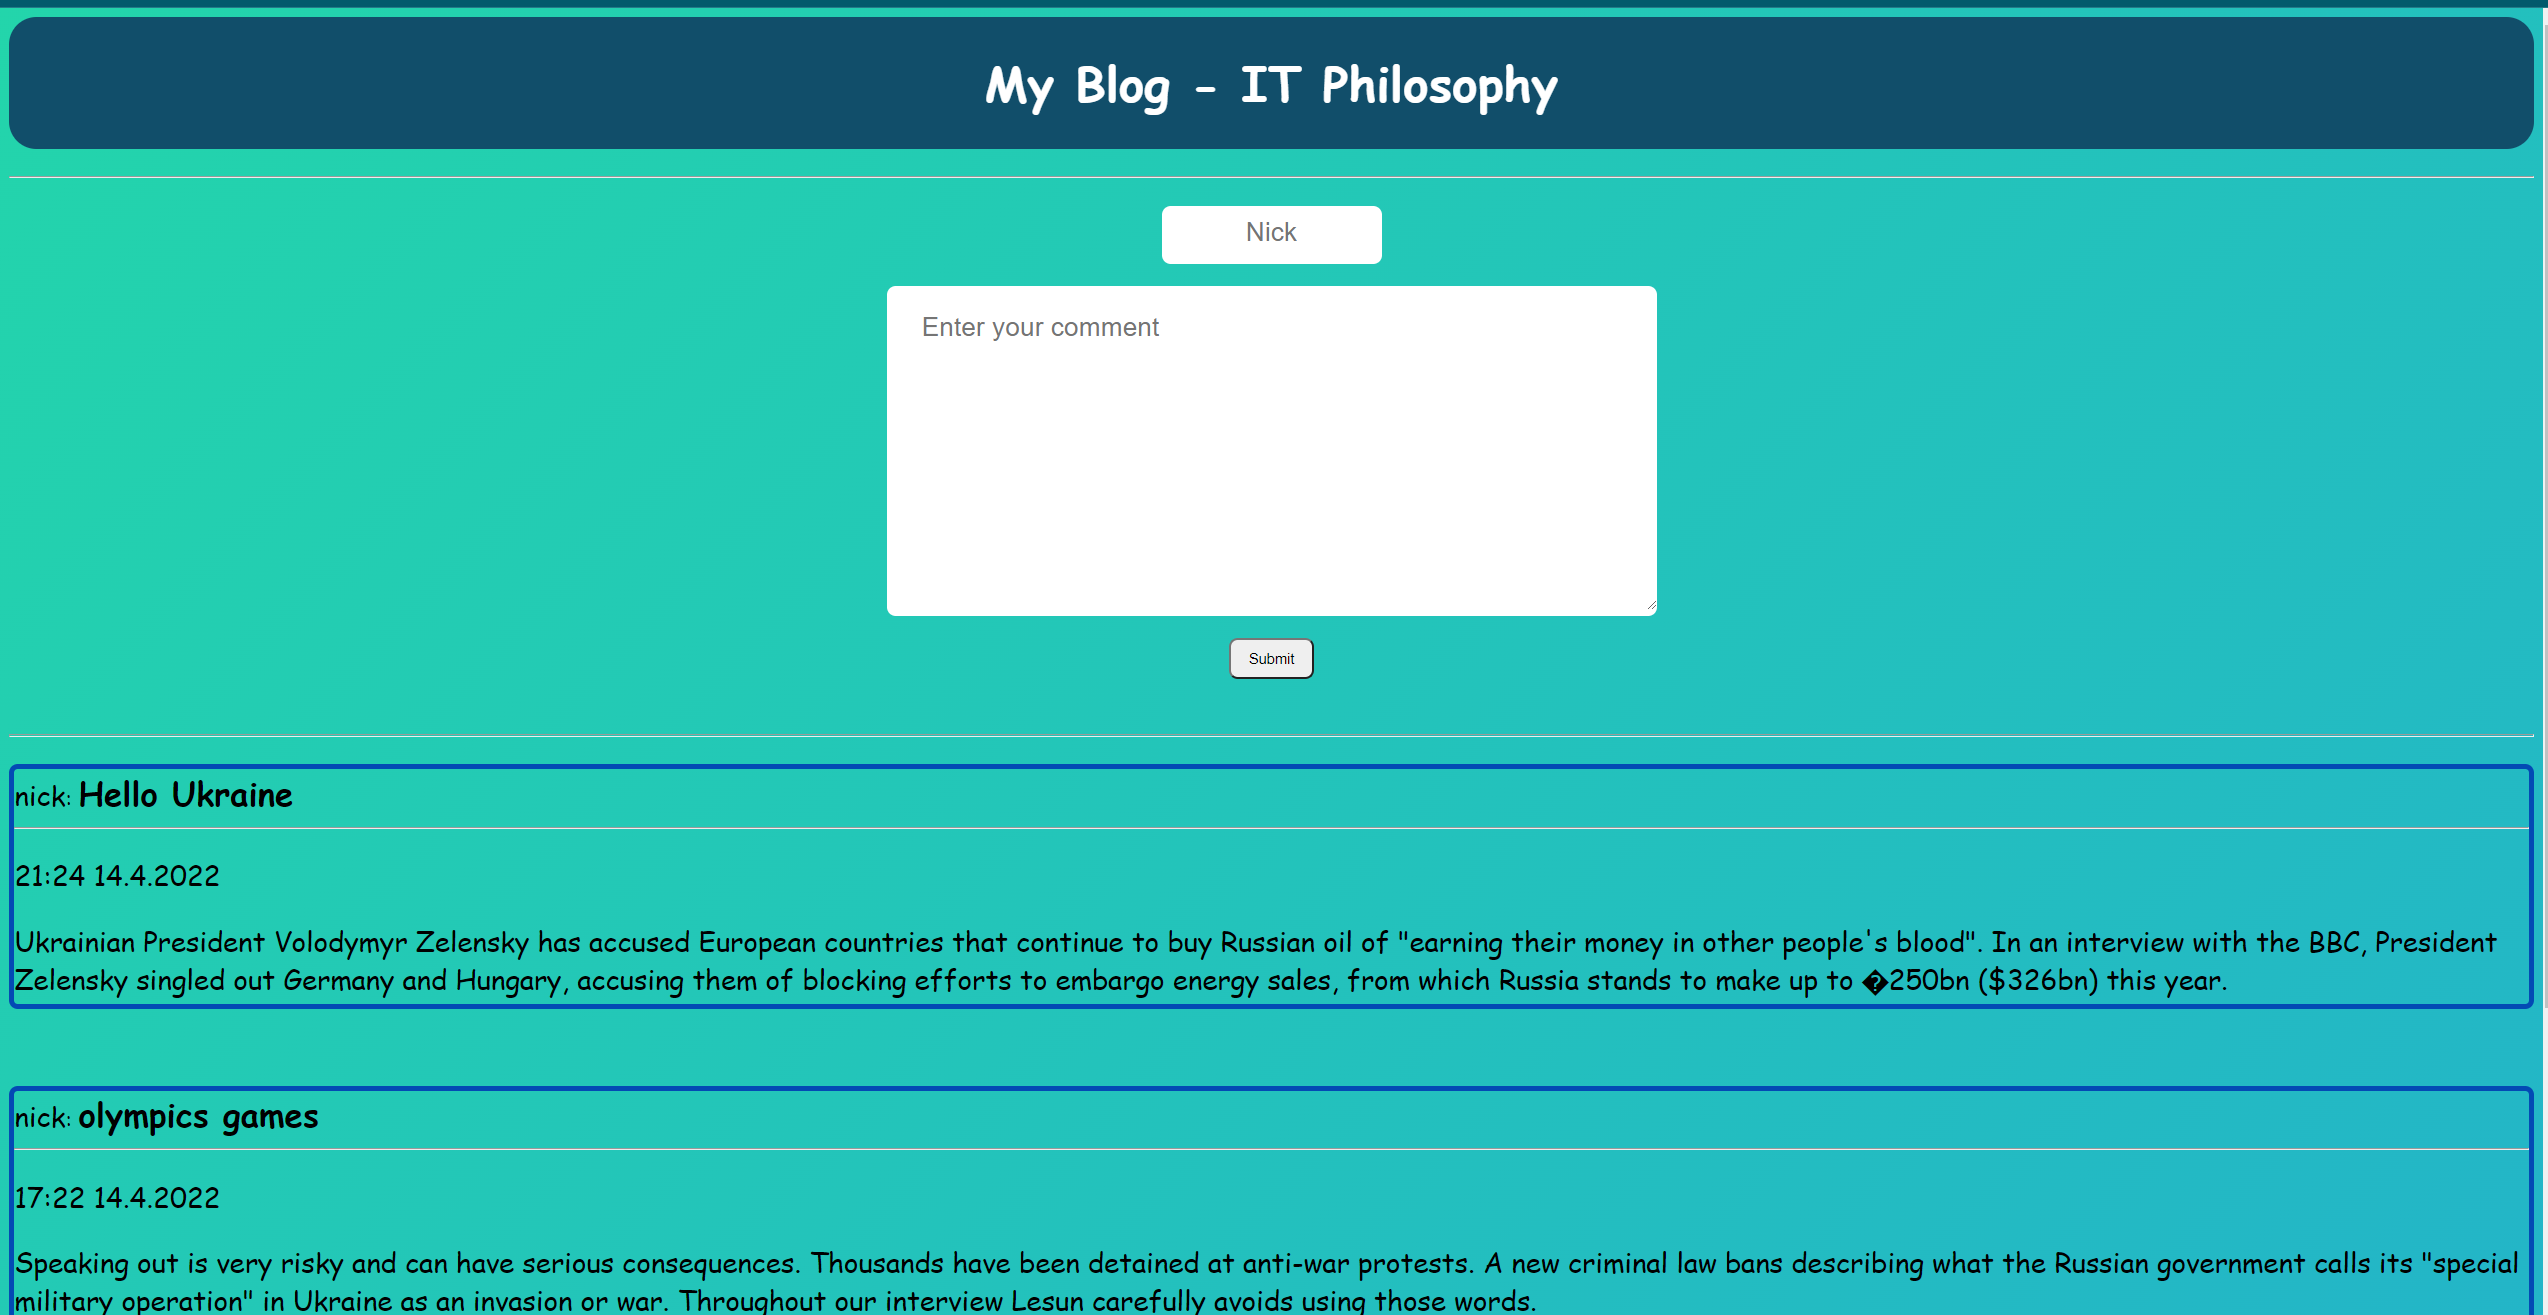 My Blog - IT Philosophy
Nick
Enter your comment
Submit
nick: Hello Ukraine
21:24 14.4.2022
Ukrainian President Volodymyr Zelensky has accused European countries that continue to buy Russian oil of "earning their money in other people's blood". In an interview with the BBC, President
Zelensky singled out Germany and Hungary, accusing them of blocking efforts to embargo energy sales, from which Russia stands to make up to �250bn ($326bn) this year.
nick: olympics games
17:22 14.4.2022
Speaking out is very risky and can have serious consequences. Thousands have been detained at anti-war protests. A new criminal law bans describing what the Russian government calls its "special
military operation" in Ukraine as an invasion or war. Throughout our interview Lesun carefully avoids using those words.